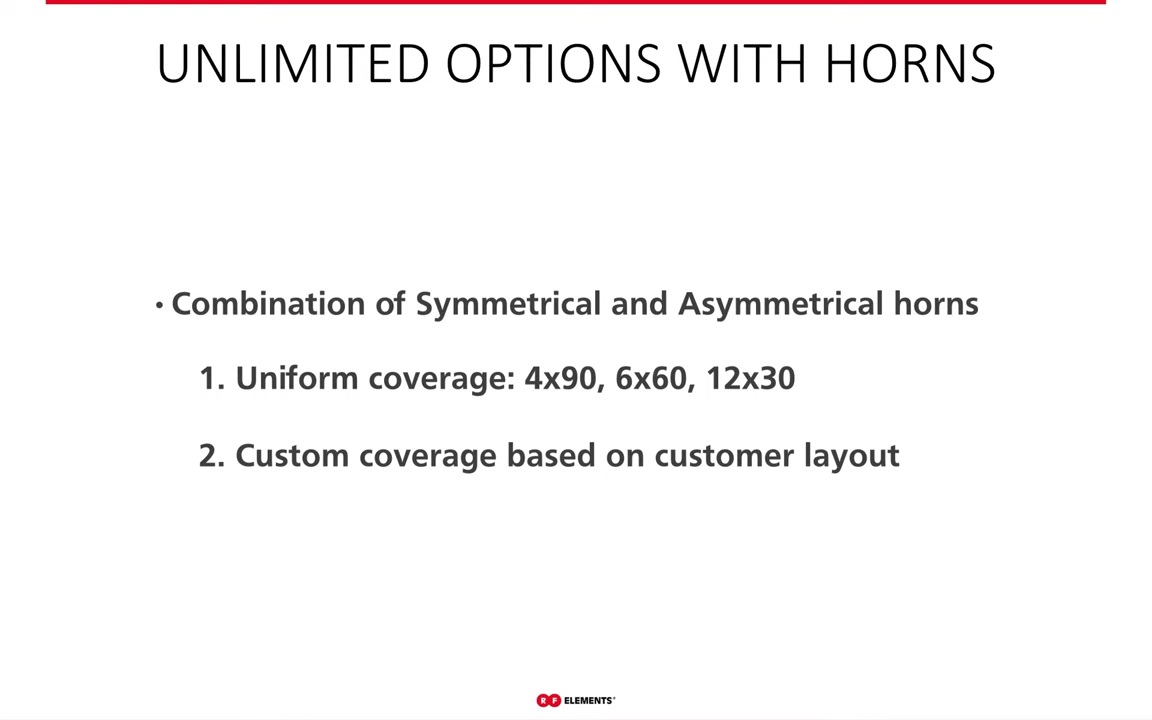 UNLIMITED OPTIONS WITH HORNS
• Combination of Symmetrical and Asymmetrical horns
1. Uniform coverage: 4x90, 6x60, 12x30
2. Custom coverage based on customer layout
RF ELEMENTS®